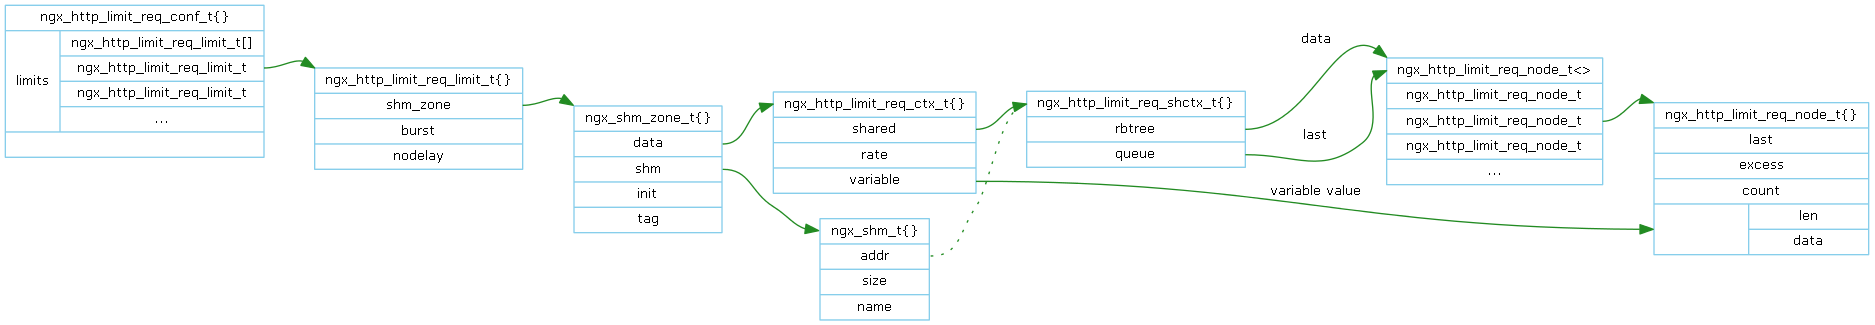 ngx_http_limit_req_conf_t{}
limits
ngx_http_limit_req_limit_t[]
ngx_http_limit_req_limit_t
ngx_http_limit_req_limit_t
...
ngx_http_limit_req_limit_t{}
shm_zone
burst
nodelay
ngx_shm_zone_t{}
data
shm
init
tag
ngx_http_limit_req_ctx_t{}
shared
rate
variable
ngx_shm_t{}
addr
size
name
ngx_http_limit_req_shctx_t{}
rbtree
queue
data
last
variable value
ngx_http_limit_req_node_t<>
ngx_http_limit_req_node_t
ngx_http_limit_req_node_t
ngx_http_limit_req_node_t
...
ngx_http_limit_req_node_t{}
last
excess
count
len
data